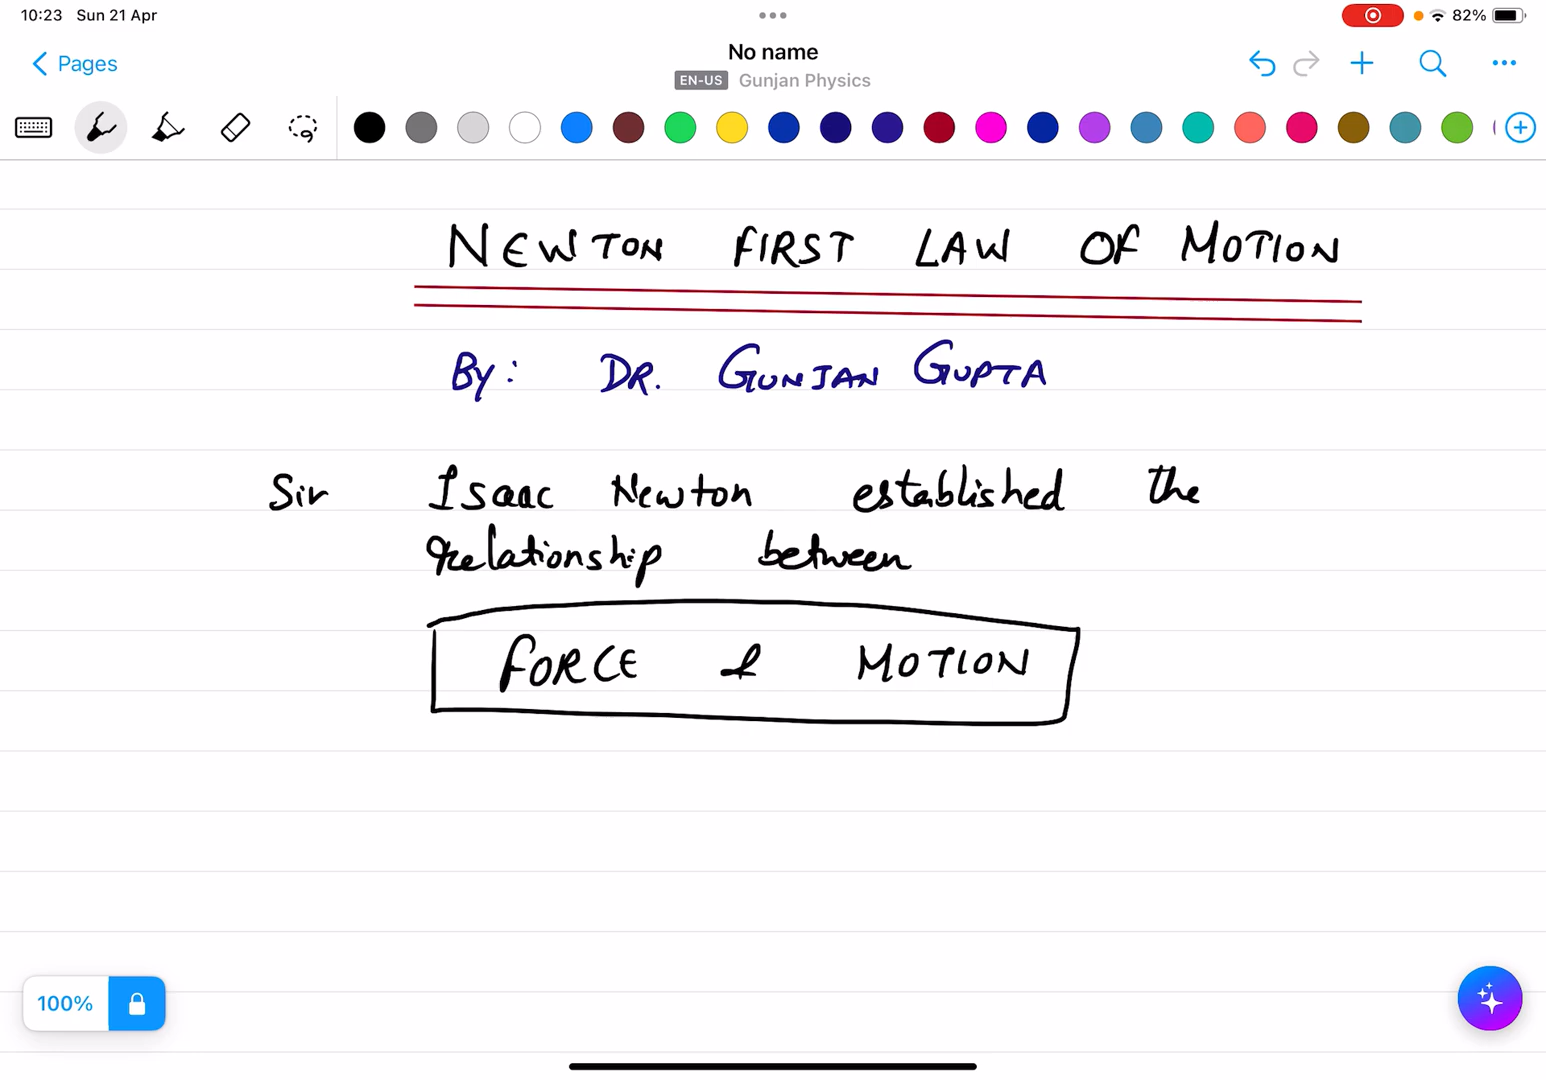 10:23 Sun 21 Apr
82%
Pages
No name
EN-US Gunjan Physics
NEWTON FIRST LAW OF MOTION
By: DR. GUNJAN GUPTA
Sir Isaac Newton established the
relationship between
FORCE & MOTION
100%